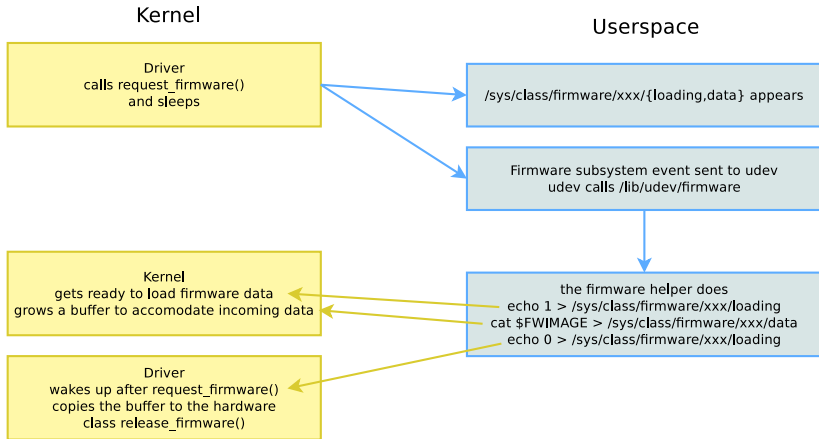 Kernel
Userspace
Driver
calls request_firmware()
and sleeps
/sys/class/firmware/xxx/{loading,data} appears
Firmware subsystem event sent to udev
udev calls /lib/udev/firmware
Kernel
gets ready to load firmware data
grows a buffer to accomodate incoming data
the firmware helper does
echo 1 > /sys/class/firmware/xxx/loading
cat $FWIMAGE > /sys/class/firmware/xxx/data
echo 0 > /sys/class/firmware/xxx/loading
Driver
wakes up after request_firmware()
copies the buffer to the hardware
class release_firmware()